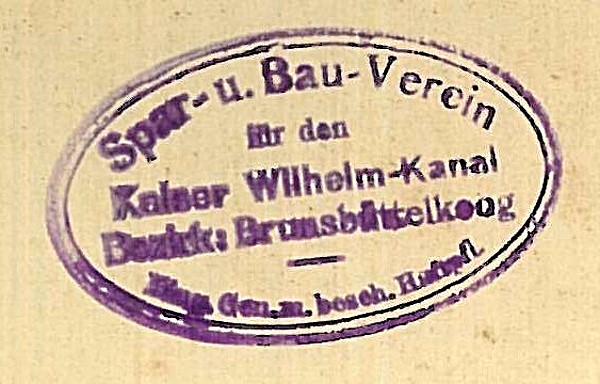 Spar- u. Bau-Verein
für den
Kaiser Wilhelm-Kanal
Bezirk: Brunsbüttelkoog
Eing. Gen. m. besch. Haftpfl.